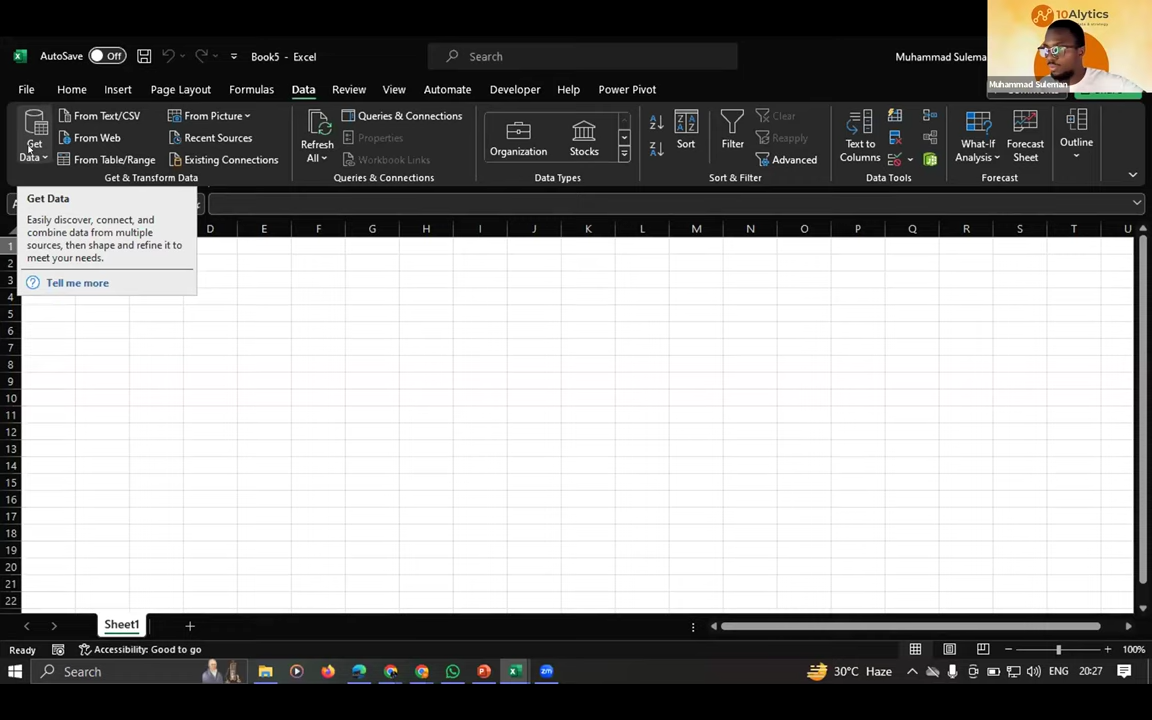 10Alytics
AutoSave Off Book5 - Excel Search Muhammad Sulema
Muhammad Suleman
File Home Insert Page Layout Formulas Data Review View Automate Developer Help Power Pivot
Get Data
From Text/CSV
From Web
From Table/Range
From Picture
Recent Sources
Existing Connections
Get & Transform Data
Refresh All
Queries & Connections
Properties
Workbook Links
Queries & Connections
Organization
Stocks
Data Types
Sort
Filter
Clear
Reapply
Advanced
Sort & Filter
Text to Columns
Data Tools
What-If Analysis
Forecast Sheet
Forecast
Outline
Get Data
Easily discover, connect, and
combine data from multiple
sources, then shape and refine it to
meet your needs.
Tell me more
D E F G H I J K L M N O P Q R S T U
1
2
3
4
5
6
7
8
9
10
11
12
13
14
15
16
17
18
19
20
21
22
Sheet1
Ready Accessibility: Good to go 100%
Search 30°C Haze ENG 20:27